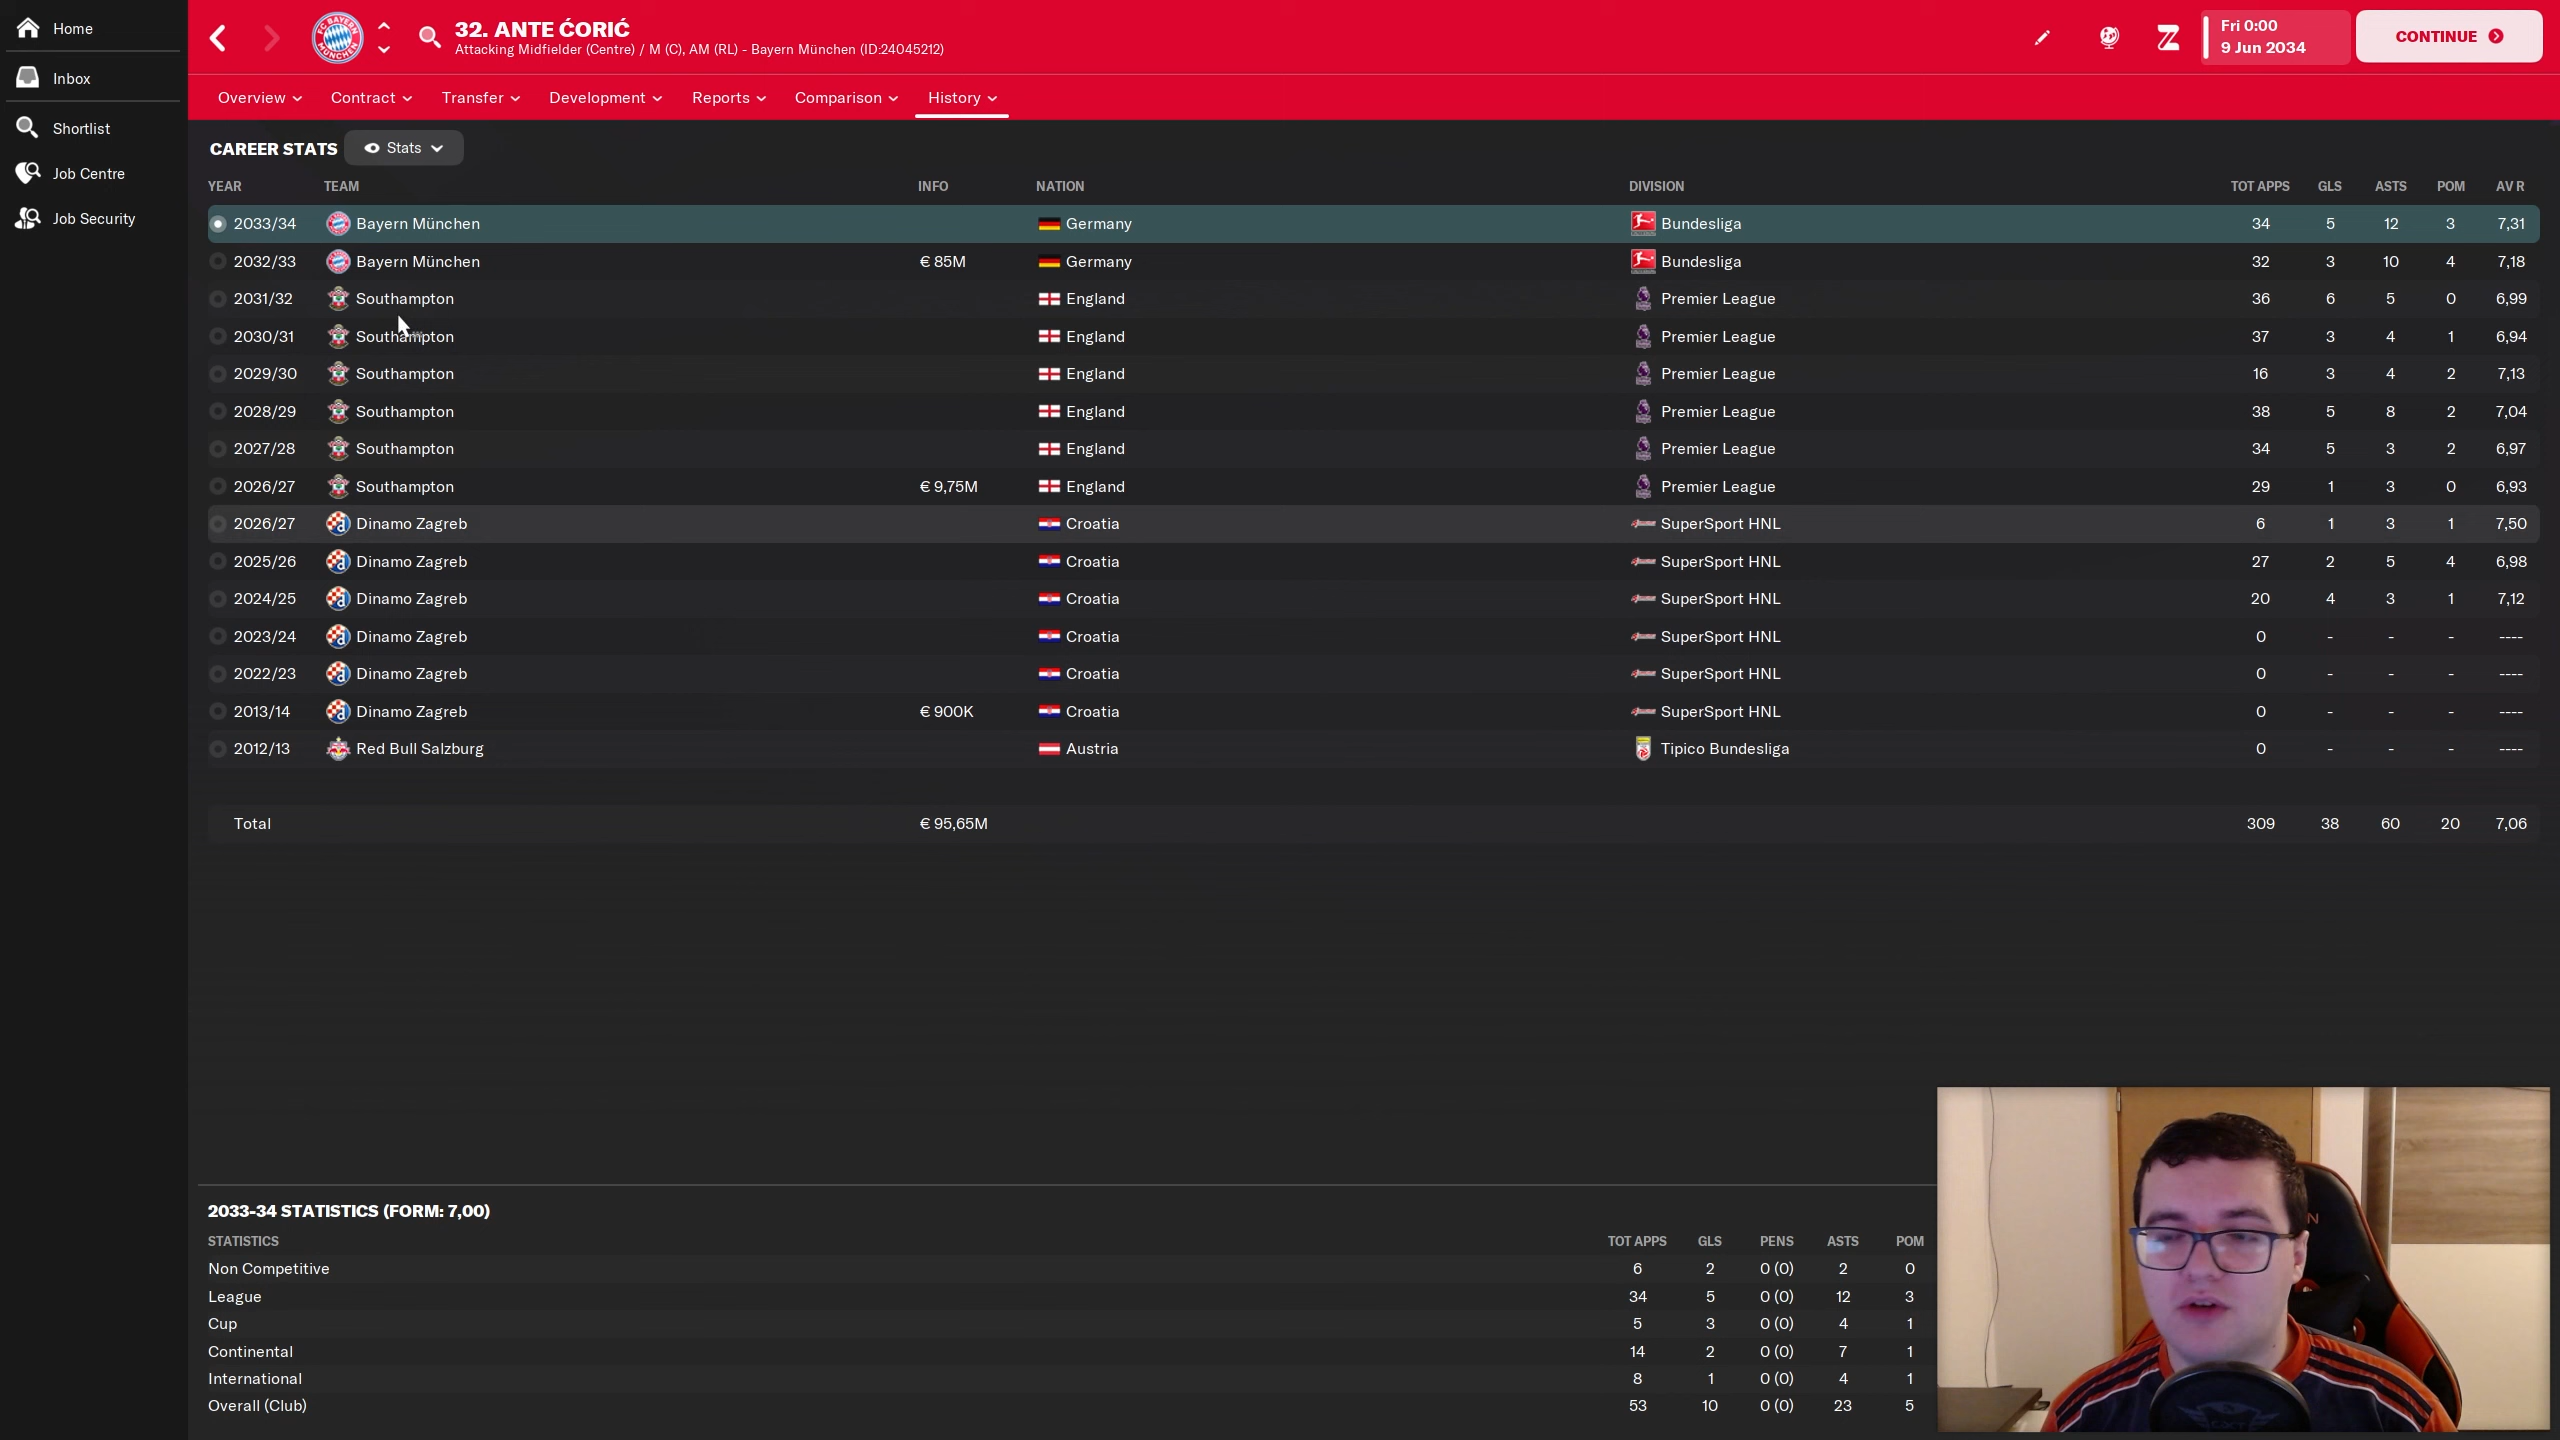 Home
Inbox
Shortlist
Job Centre
Job Security
32. ANTE ĆORIĆ
Attacking Midfielder (Centre) / M (C), AM (RL) - Bayern München (ID:24045212)
Fri 0:00
9 Jun 2034
CONTINUE
Overview Contract Transfer Development Reports Comparison History
CAREER STATS Stats
YEAR TEAM INFO NATION DIVISION TOT APPS GLS ASTS POM AV R
2033/34 Bayern München Germany Bundesliga 34 5 12 3 7,31
2032/33 Bayern München € 85M Germany Bundesliga 32 3 10 4 7,18
2031/32 Southampton England Premier League 36 6 5 0 6,99
2030/31 Southampton England Premier League 37 3 4 1 6,94
2029/30 Southampton England Premier League 16 3 4 2 7,13
2028/29 Southampton England Premier League 38 5 8 2 7,04
2027/28 Southampton England Premier League 34 5 3 2 6,97
2026/27 Southampton € 9,75M England Premier League 29 1 3 0 6,93
2026/27 Dinamo Zagreb Croatia SuperSport HNL 6 1 3 1 7,50
2025/26 Dinamo Zagreb Croatia SuperSport HNL 27 2 5 4 6,98
2024/25 Dinamo Zagreb Croatia SuperSport HNL 20 4 3 1 7,12
2023/24 Dinamo Zagreb Croatia SuperSport HNL 0 - - - ----
2022/23 Dinamo Zagreb Croatia SuperSport HNL 0 - - - ----
2013/14 Dinamo Zagreb € 900K Croatia SuperSport HNL 0 - - - ----
2012/13 Red Bull Salzburg Austria Tipico Bundesliga 0 - - - ----
Total € 95,65M 309 38 60 20 7,06
2033-34 STATISTICS (FORM: 7,00)
STATISTICS TOT APPS GLS PENS ASTS POM
Non Competitive 6 2 0 (0) 2 0
League 34 5 0 (0) 12 3
Cup 5 3 0 (0) 4 1
Continental 14 2 0 (0) 7 1
International 8 1 0 (0) 4 1
Overall (Club) 53 10 0 (0) 23 5